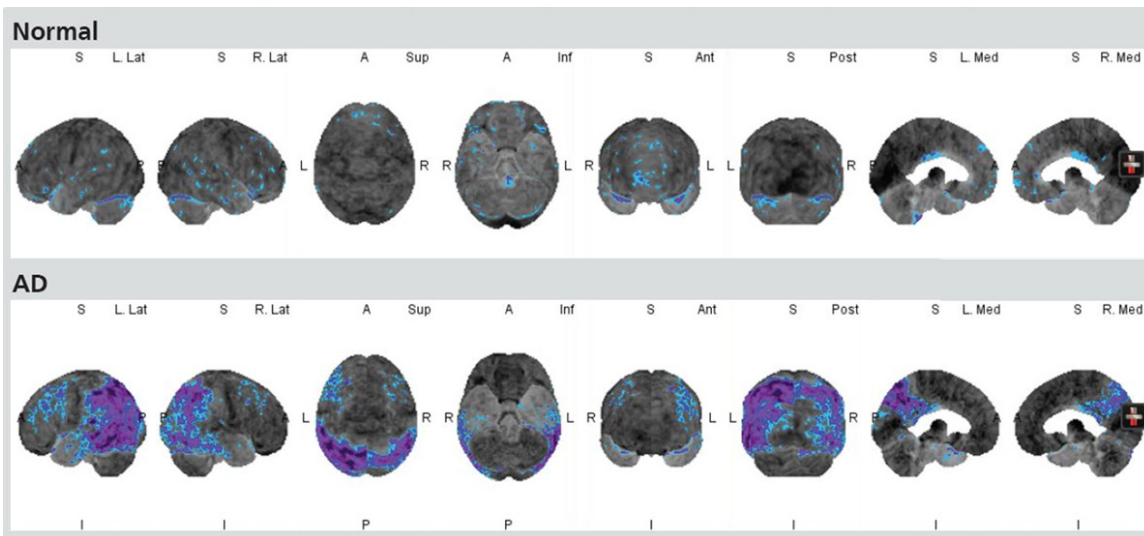 Normal
S L. Lat S R. Lat A Sup A Inf S Ant S Post S L. Med S R. Med
A P P A L R R L R L L R P A A
AD
S L. Lat S R. Lat A Sup A Inf S Ant S Post S L. Med S R. Med
A P P A L R R L R L L R P A A
I I P P I I I I